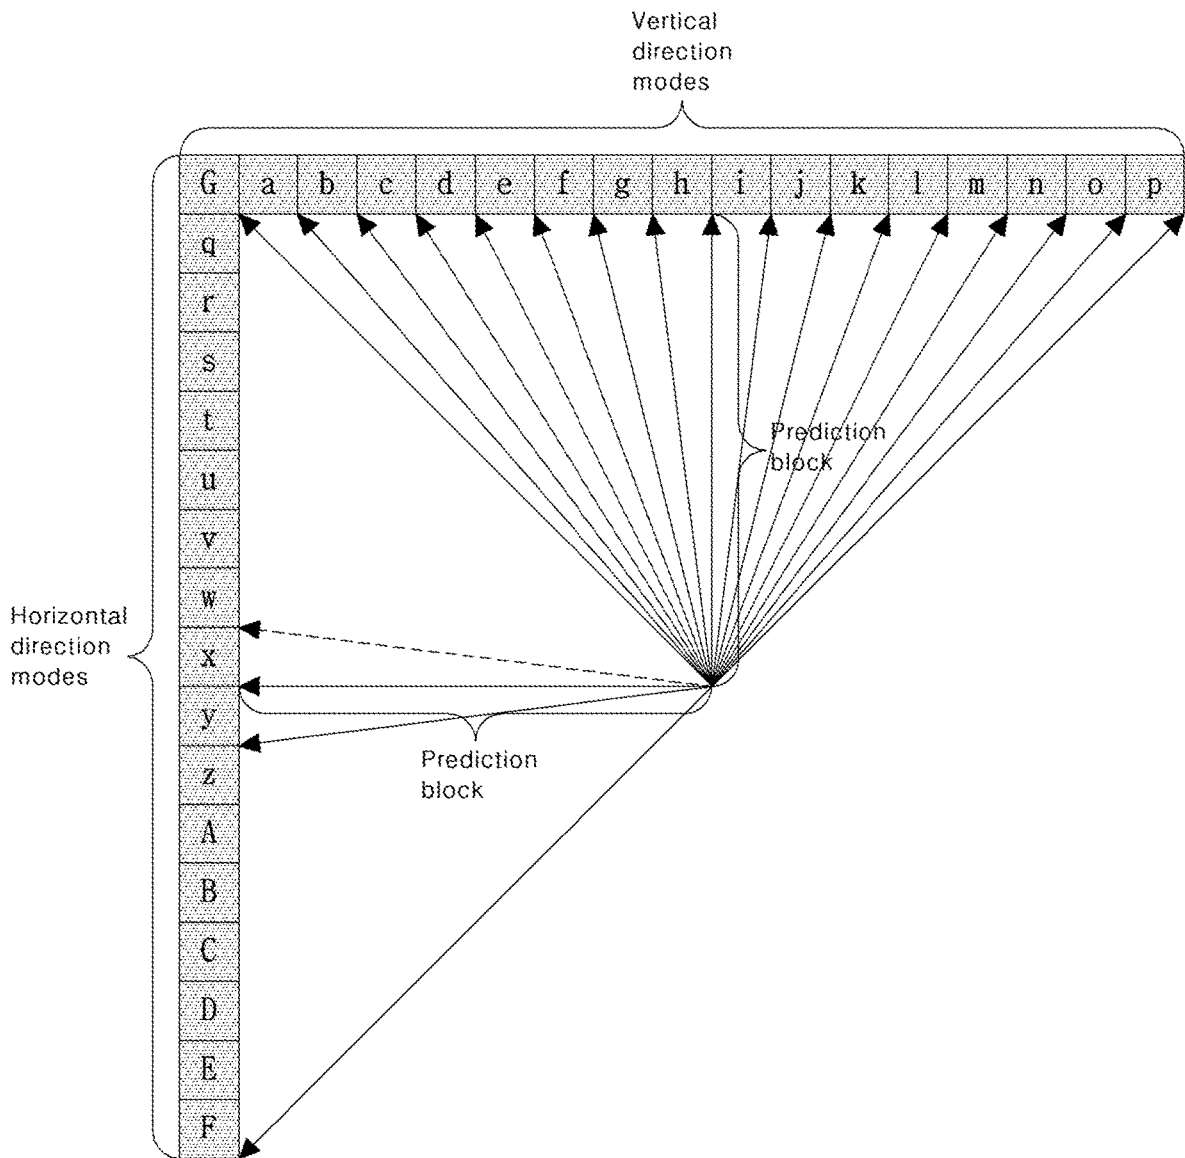 Vertical
direction
modes
G a b c d e f g h i j k l m n o p
q
r
s
t
u
v
w
x
y
z
A
B
C
D
E
F
Prediction
block
Horizontal
direction
modes
Prediction
block